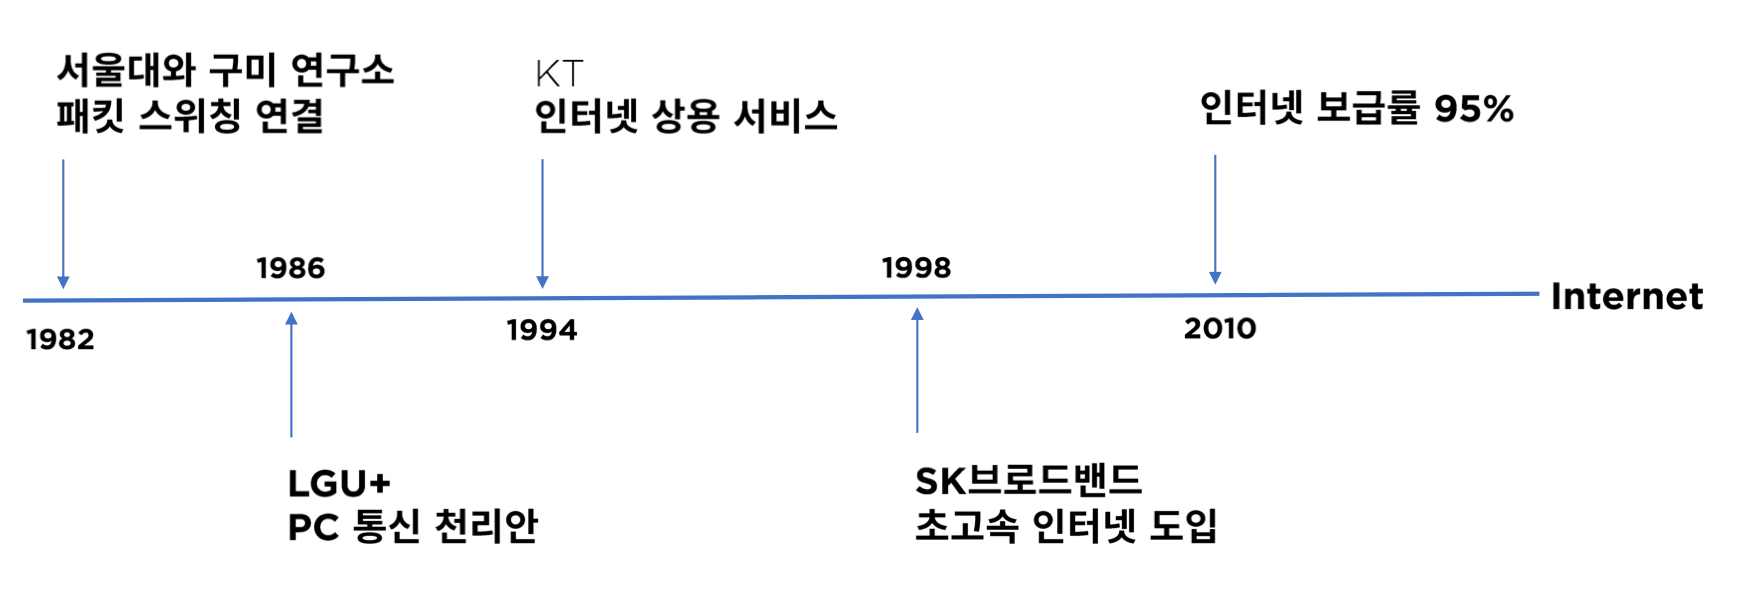 서울대와 구미 연구소
패킷 스위칭 연결
KT
인터넷 상용 서비스
인터넷 보급률 95%
1986
1998
Internet
1982
1994
2010
LGU+
PC 통신 천리안
SK브로드밴드
초고속 인터넷 도입